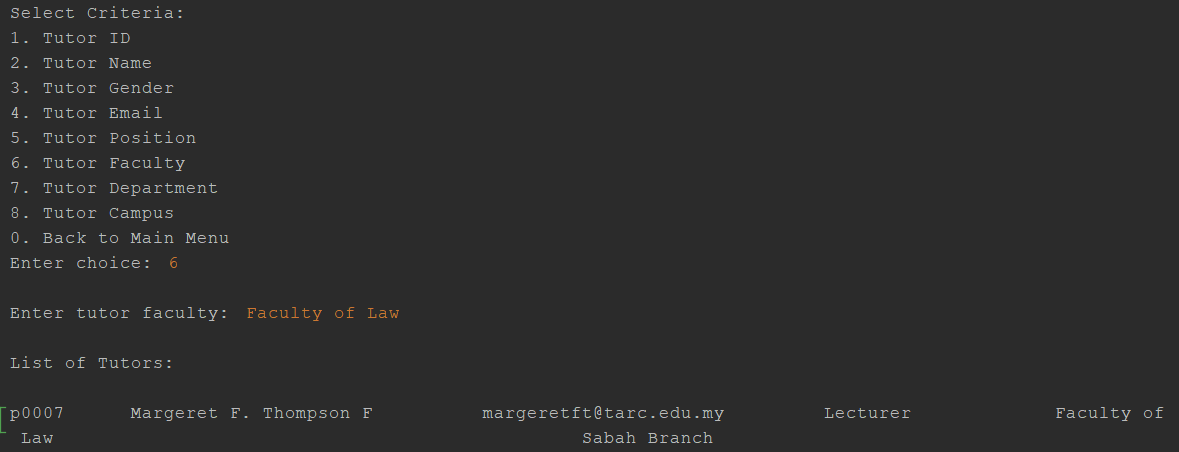 Select Criteria:
1. Tutor ID
2. Tutor Name
3. Tutor Gender
4. Tutor Email
5. Tutor Position
6. Tutor Faculty
7. Tutor Department
8. Tutor Campus
0. Back to Main Menu
Enter choice: 6
Enter tutor faculty: Faculty of Law
List of Tutors:
p0007 Margeret F. Thompson F margeretft@tarc.edu.my Lecturer Faculty of
Law Sabah Branch